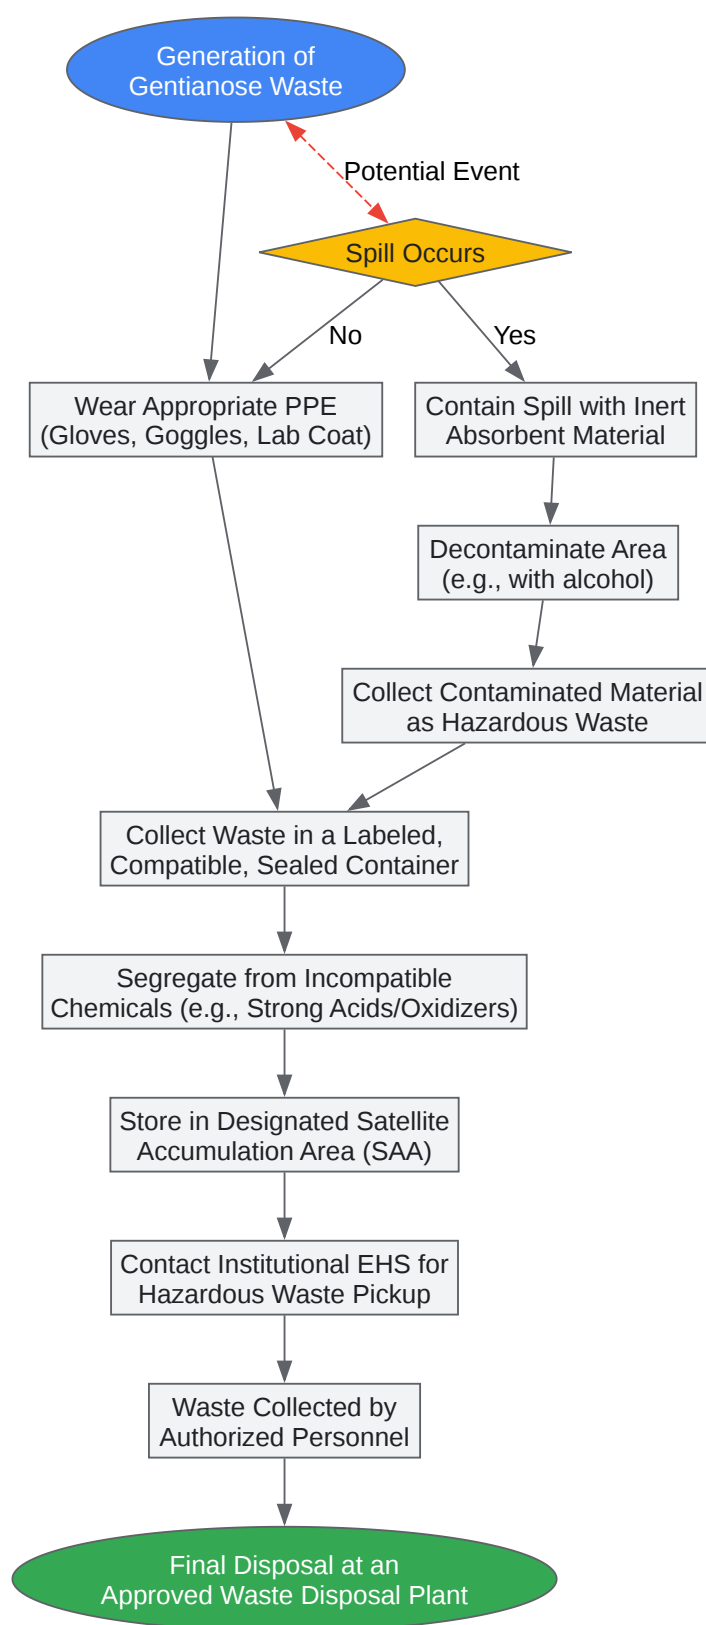 Generation of
Gentianose Waste
Potential Event
Spill Occurs
No
Yes
Wear Appropriate PPE
(Gloves, Goggles, Lab Coat)
Contain Spill with Inert
Absorbent Material
Decontaminate Area
(e.g., with alcohol)
Collect Contaminated Material
as Hazardous Waste
Collect Waste in a Labeled,
Compatible, Sealed Container
Segregate from Incompatible
Chemicals (e.g., Strong Acids/Oxidizers)
Store in Designated Satellite
Accumulation Area (SAA)
Contact Institutional EHS for
Hazardous Waste Pickup
Waste Collected by
Authorized Personnel
Final Disposal at an
Approved Waste Disposal Plant